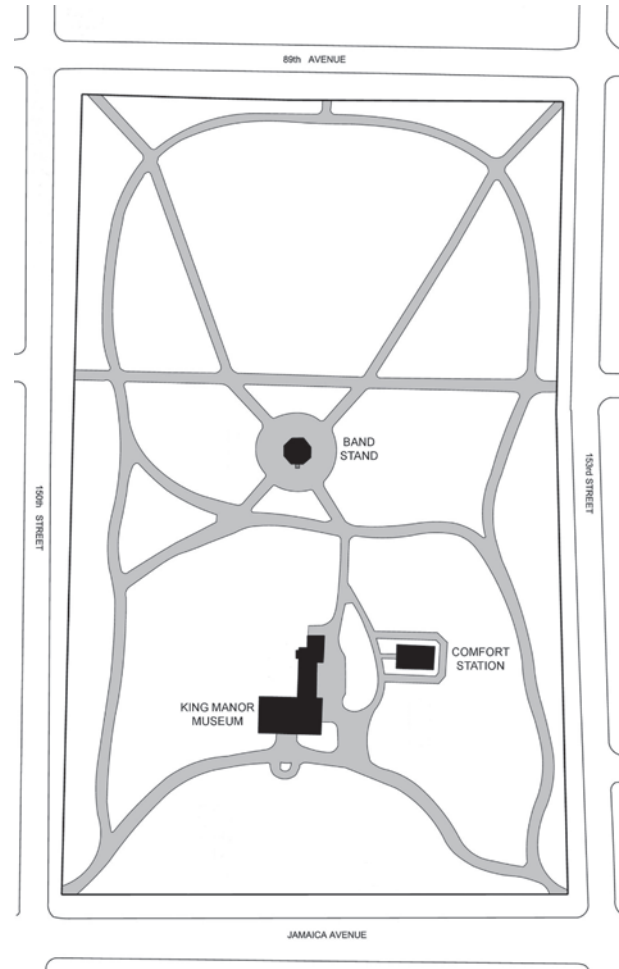 89th AVENUE
BAND
STAND
150th STREET
153rd STREET
COMFORT
STATION
KING MANOR
MUSEUM
JAMAICA AVENUE